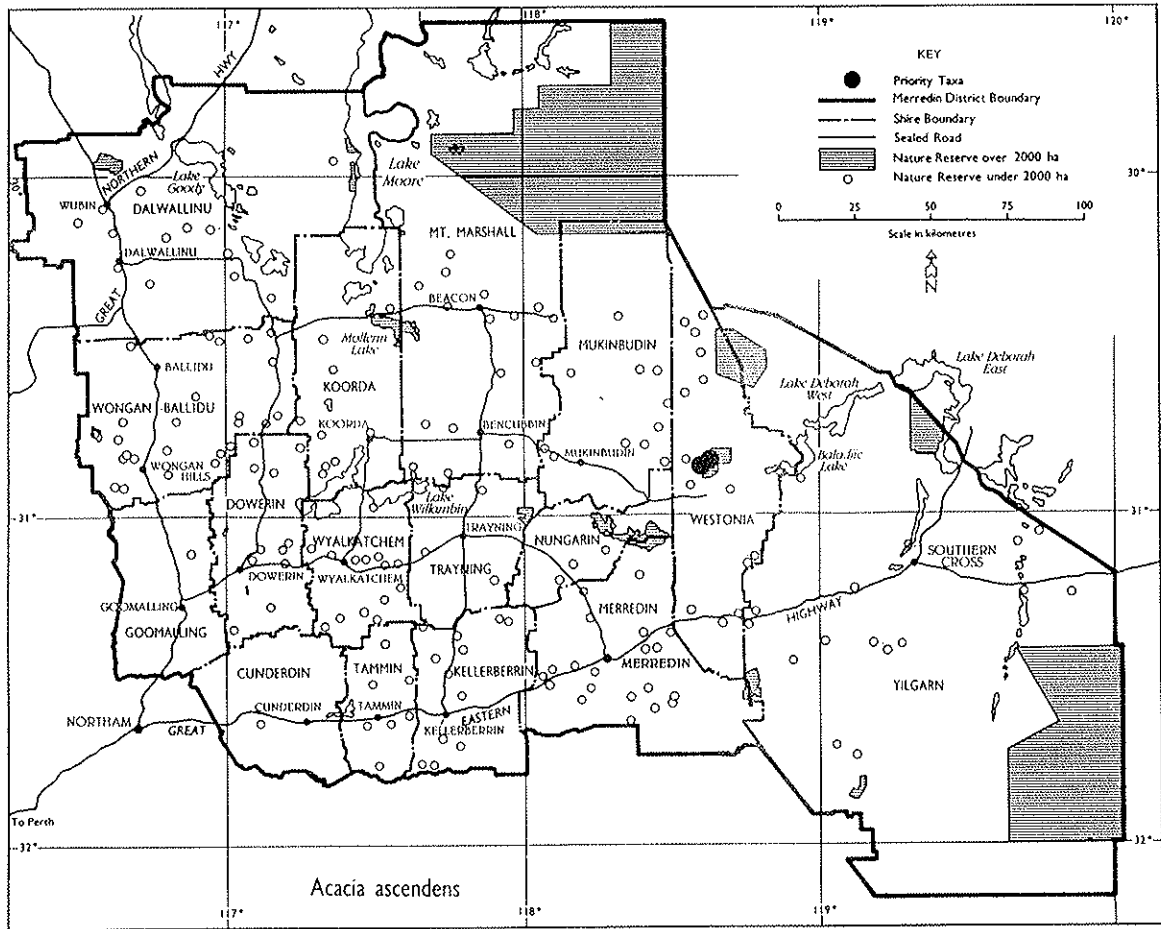 117°
118°
119°
120°
KEY
Priority Taxa
Merredin District Boundary
Shire Boundary
Sealed Road
Nature Reserve over 2000 ha
Nature Reserve under 2000 ha
0 25 50 75 100
Scale in kilometres
N
HWY
NORTHERN
Lake
Goody
Lake
Moore
30°
30°
WUBIN
DALWALLINU
MT. MARSHALL
DALWALLINU
GREAT
BEACON
Mollerin
Lake
MUKINBUDIN
BALLIDU
KOORDA
Lake Deborah
East
Lake Deborah
West
WONGAN - BALLIDU
KOORDA
BENCUBBIN
MUKINBUDIN
Lake
WONGAN
HILLS
DOWERIN
Lake
Wallambin
31°
31°
WESTONIA
TRAYNING
NUNGARIN
WYALKATCHEM
SOUTHERN
CROSS
DOWERIN
WYALKATCHEM
TRAYNING
MERREDIN
HIGHWAY
GOOMALLING
GOOMALLING
CUNDERDIN
TAMMIN
KELLERBERRIN
MERREDIN
YILGARN
NORTHAM
GREAT
CUNDERDIN
TAMMIN
EASTERN
KELLERBERRIN
To Perth
32°
32°
Acacia ascendens
117°
118°
119°
120°